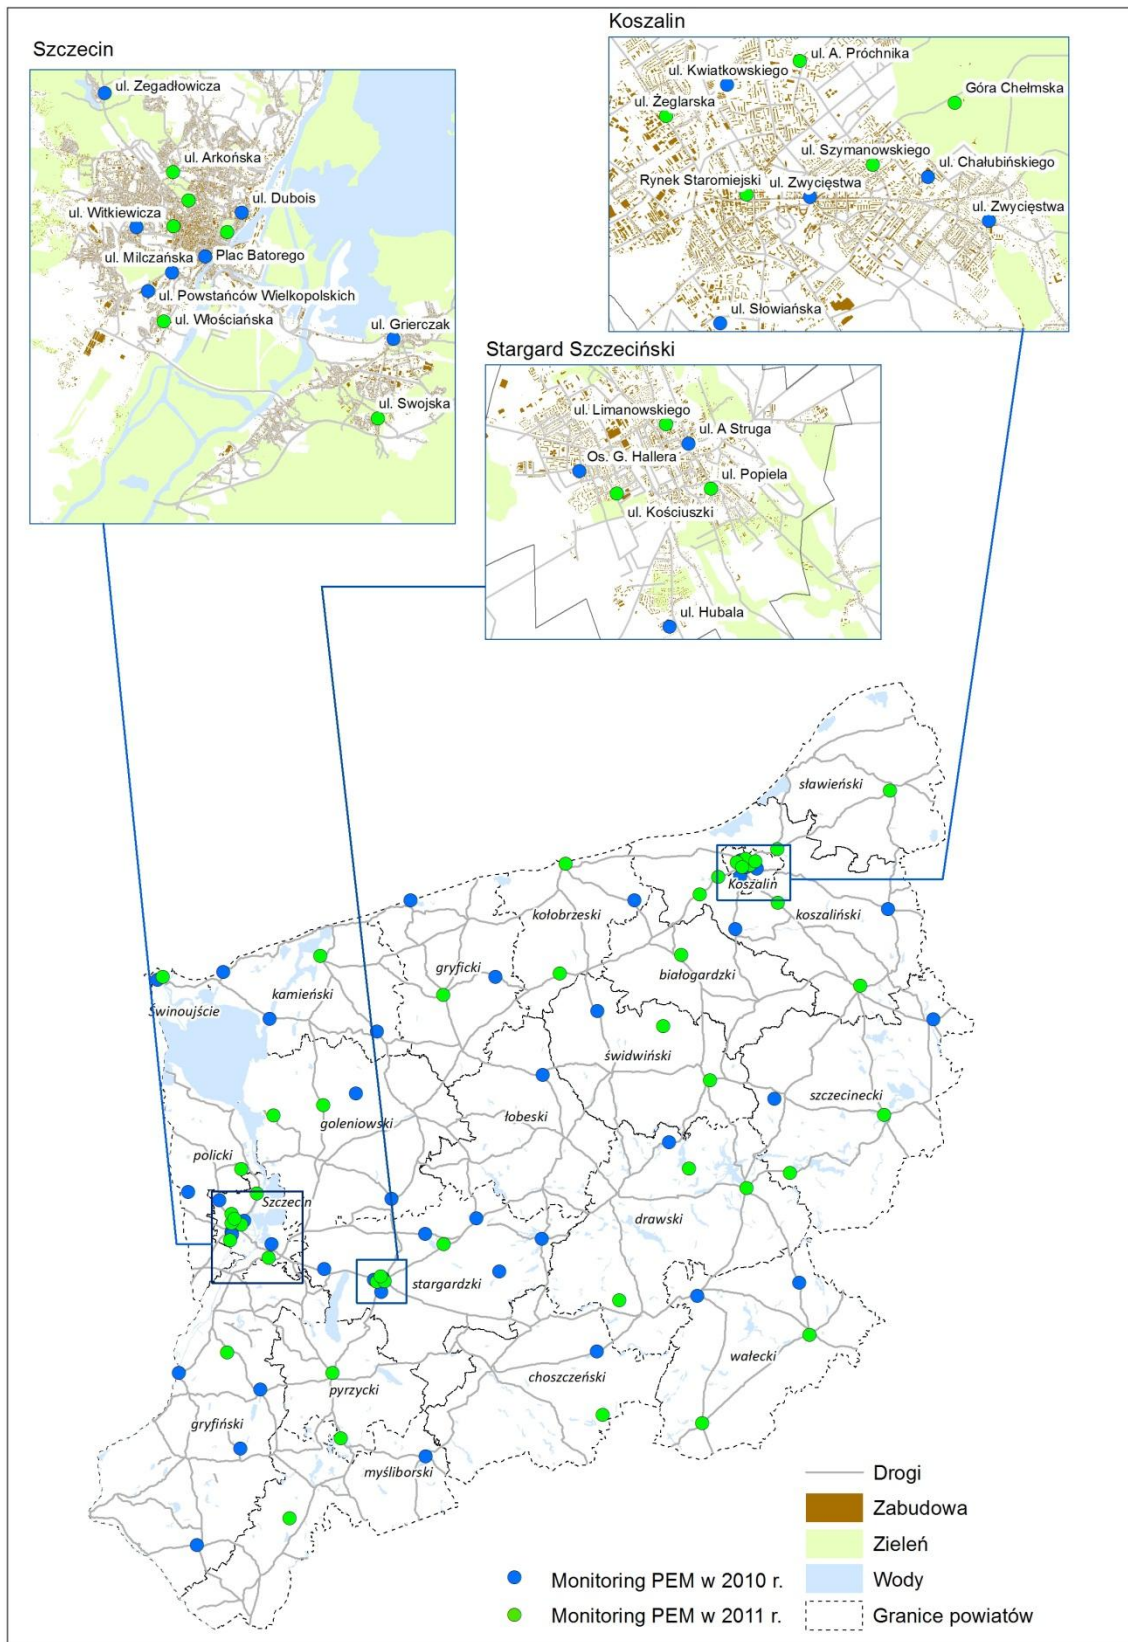 Szczecin
ul. Zegadłowicza
ul. Arkońska
ul. Dubois
ul. Witkiewicza
Plac Batorego
ul. Milczańska
ul. Powstańców Wielkopolskich
ul. Włościańska
ul. Grierczak
ul. Swojska
Koszalin
ul. A. Próchnika
ul. Kwiatkowskiego
Góra Chełmska
ul. Żeglarska
ul. Szymanowskiego
ul. Chałubińskiego
Rynek Staromiejski
ul. Zwycięstwa
ul. Zwycięstwa
ul. Słowiańska
Stargard Szczeciński
ul. Limanowskiego
ul. A Struga
Os. G. Hallera
ul. Popiela
ul. Kościuszki
ul. Hubala
sławieński
Koszalin
kołobrzeski
koszaliński
białogardzki
gryficki
kamieński
Świnoujście
świdwiński
szczecinecki
łobeski
goleniowski
policki
Szczecin
drawski
stargardzki
wałecki
choszczeński
pyrzycki
gryfiński
myśliborski
Drogi
Zabudowa
Zieleń
Wody
Granice powiatów
Monitoring PEM w 2010 r.
Monitoring PEM w 2011 r.